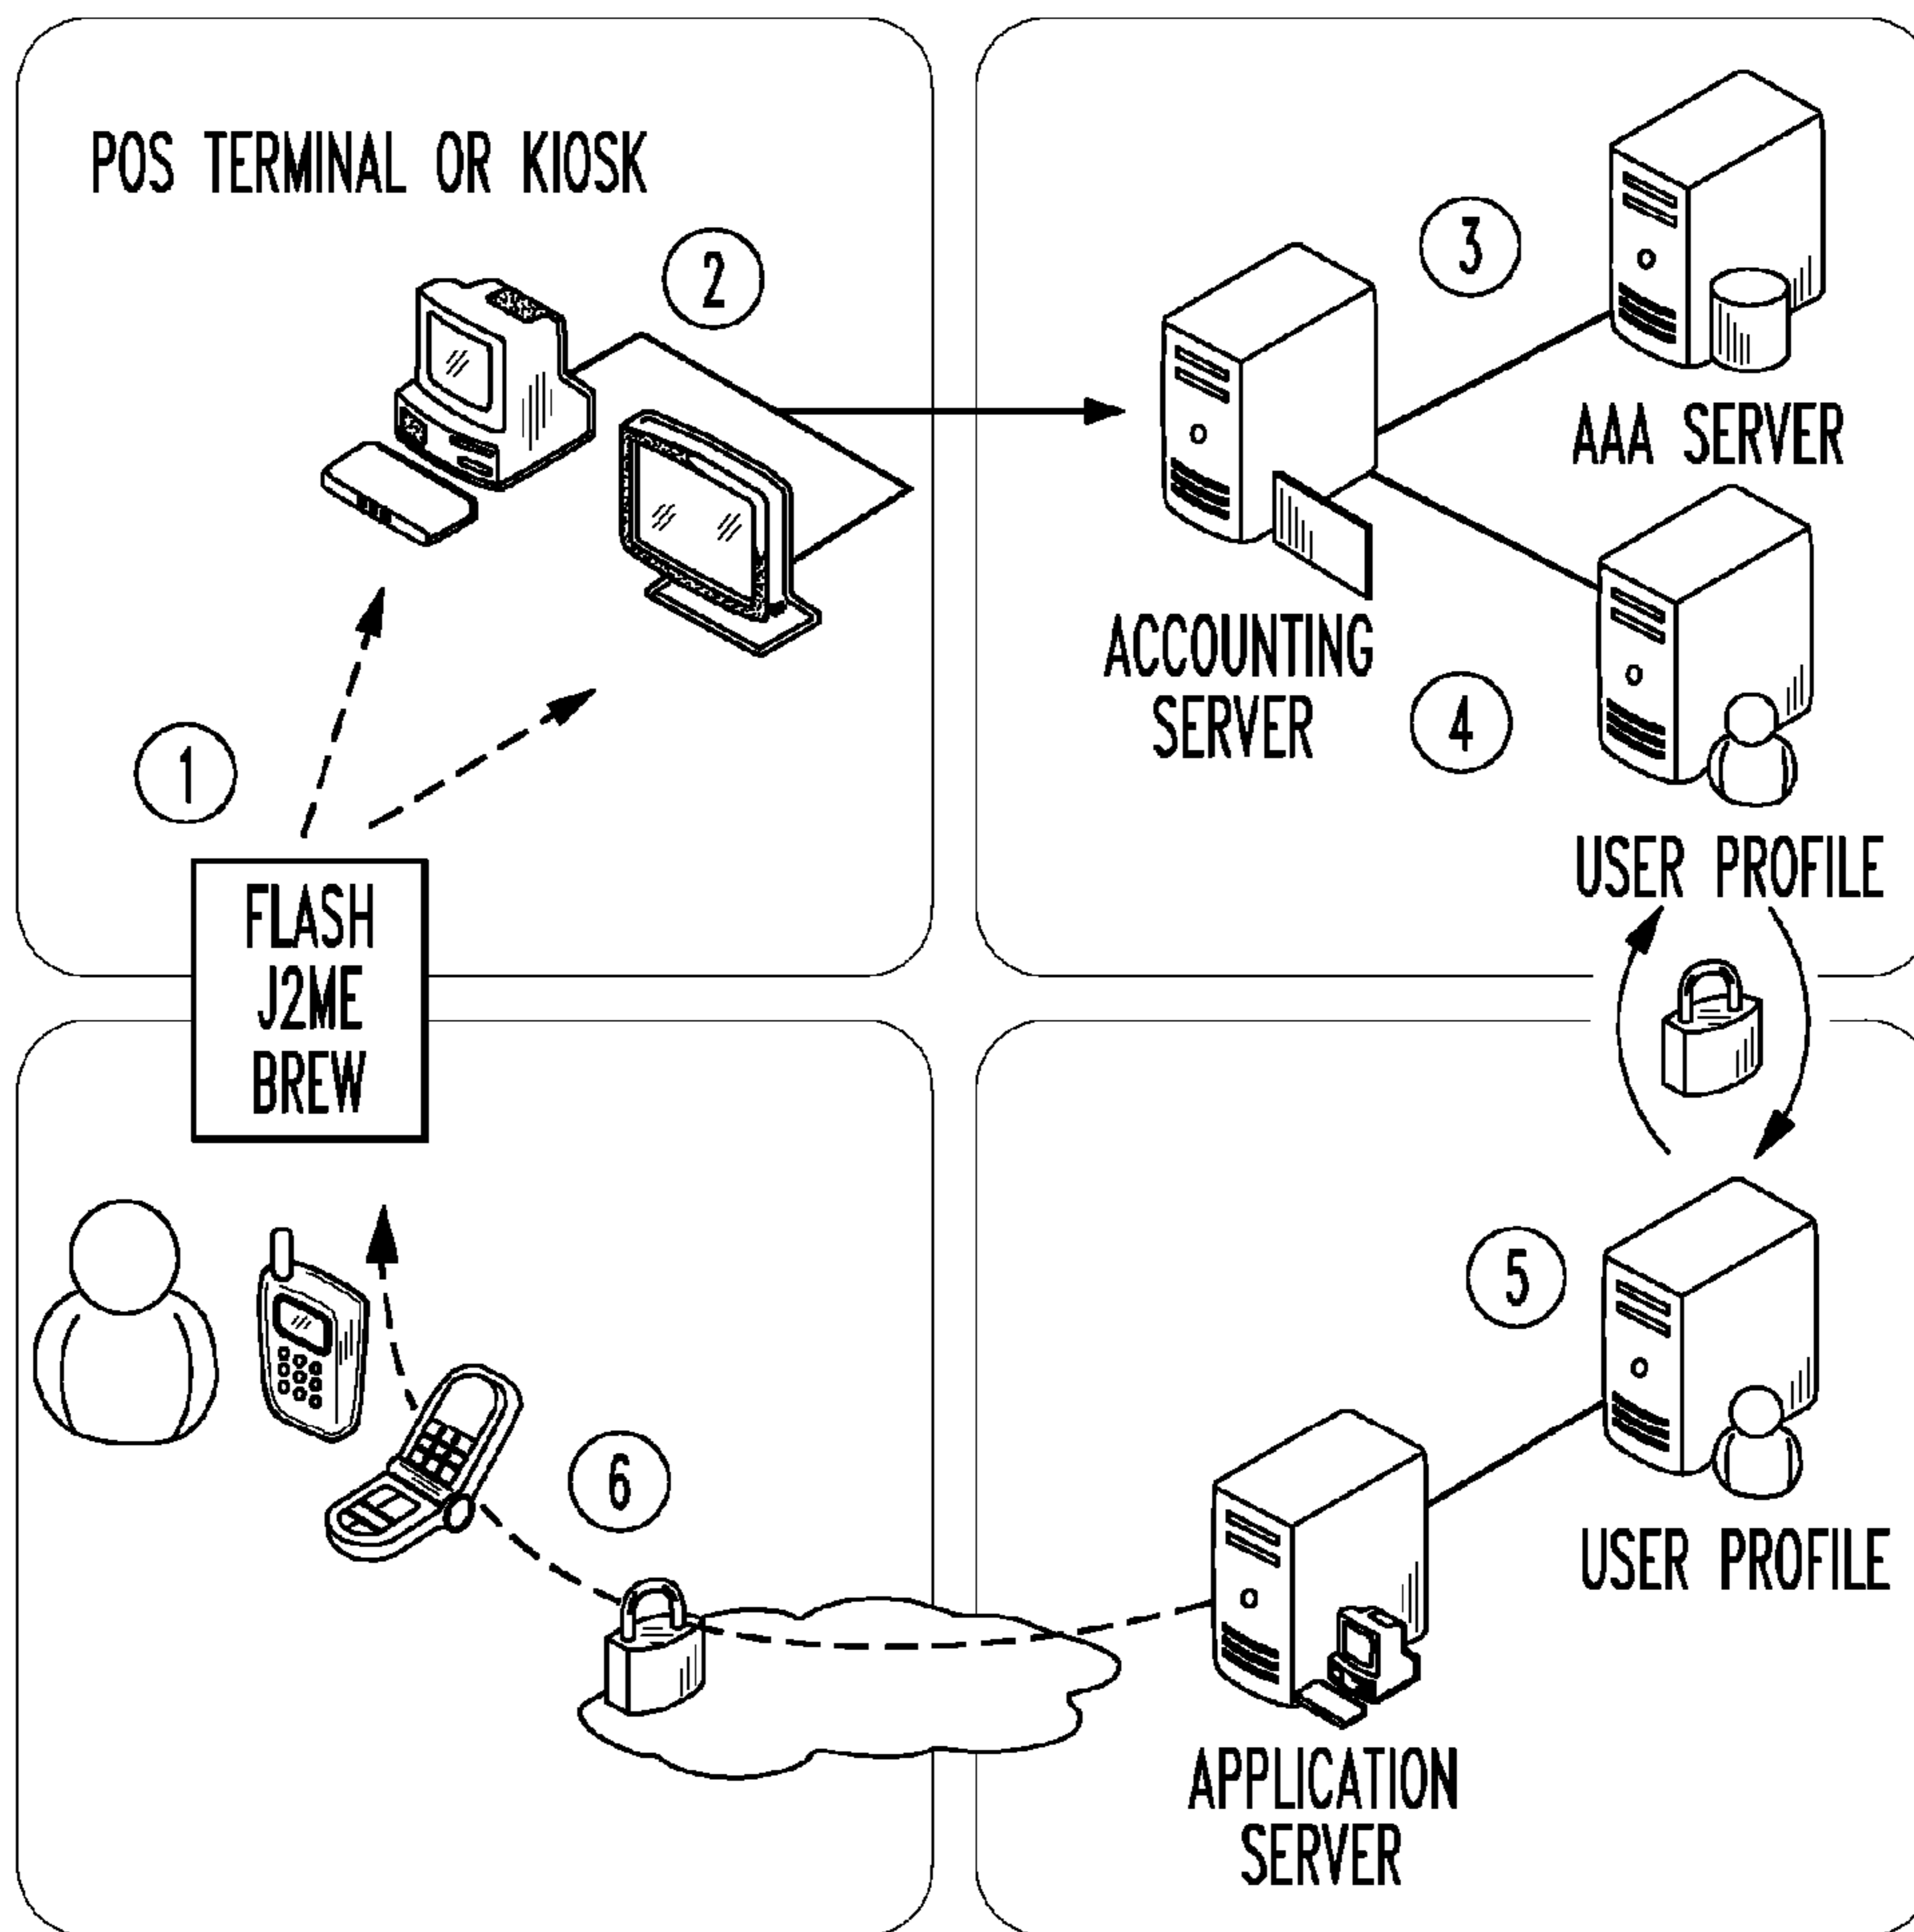 POS TERMINAL OR KIOSK
2
3
AAA SERVER
ACCOUNTING
SERVER
4
1
USER PROFILE
FLASH
J2ME
BREW
5
6
USER PROFILE
APPLICATION
SERVER